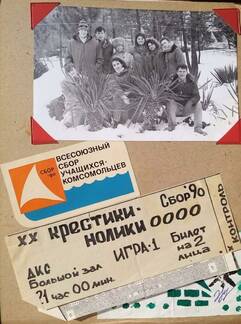 СБОР '90
ВСЕСОЮЗНЫЙ
СБОР
УЧАЩИХСЯ-
КОМСОМОЛЬЦЕВ
ХХ КРЕСТИКИ- СБОР'90
НОЛИКИ 0000
ДКС ИГРА-1 БИЛЕТ
БОЛЬШОЙ ЗАЛ НА 2
21 ЧАС 00 МИН. ЛИЦА
КОНТРОЛЬ